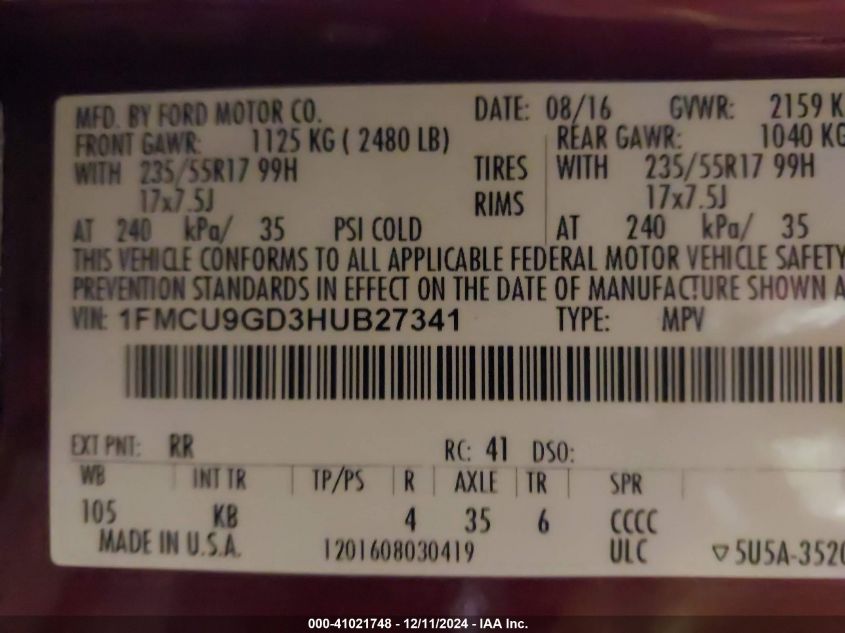 MFD. BY FORD MOTOR CO. DATE: 08/16 GVWR: 2159 K
FRONT GAWR: 1125 KG ( 2480 LB) REAR GAWR: 1040 KG
WITH 235/55R17 99H TIRES WITH 235/55R17 99H
17x7.5J RIMS 17x7.5J
AT 240 kPa/ 35 PSI COLD AT 240 kPa/ 35
THIS VEHICLE CONFORMS TO ALL APPLICABLE FEDERAL MOTOR VEHICLE SAFETY
PREVENTION STANDARDS IN EFFECT ON THE DATE OF MANUFACTURE SHOWN A
VIN: 1FMCU9GD3HUB27341 TYPE: MPV
EXT PNT: RR RC: 41 DSO:
WB INT TR TP/PS R AXLE TR SPR
105 KB 4 35 6 CCCC
MADE IN U.S.A. 1201608030419 ULC ▽5U5A-3520
000-41021748 - 12/11/2024 - IAA Inc.